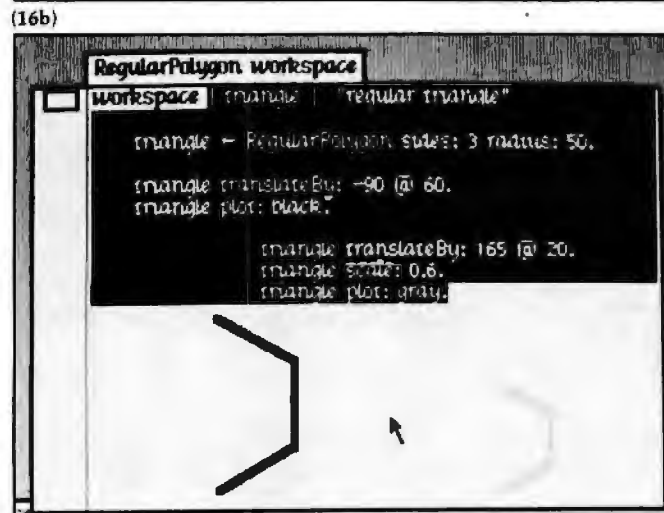 (16b)
RegularPolygon workspace
workspace | triangle | "regular triangle"
triangle ← RegularPolygon sides: 3 radius: 50.
triangle translateBy: -90 @ 60.
triangle plot: black.
triangle translateBy: 165 @ 20.
triangle scale: 0.6.
triangle plot: gray.